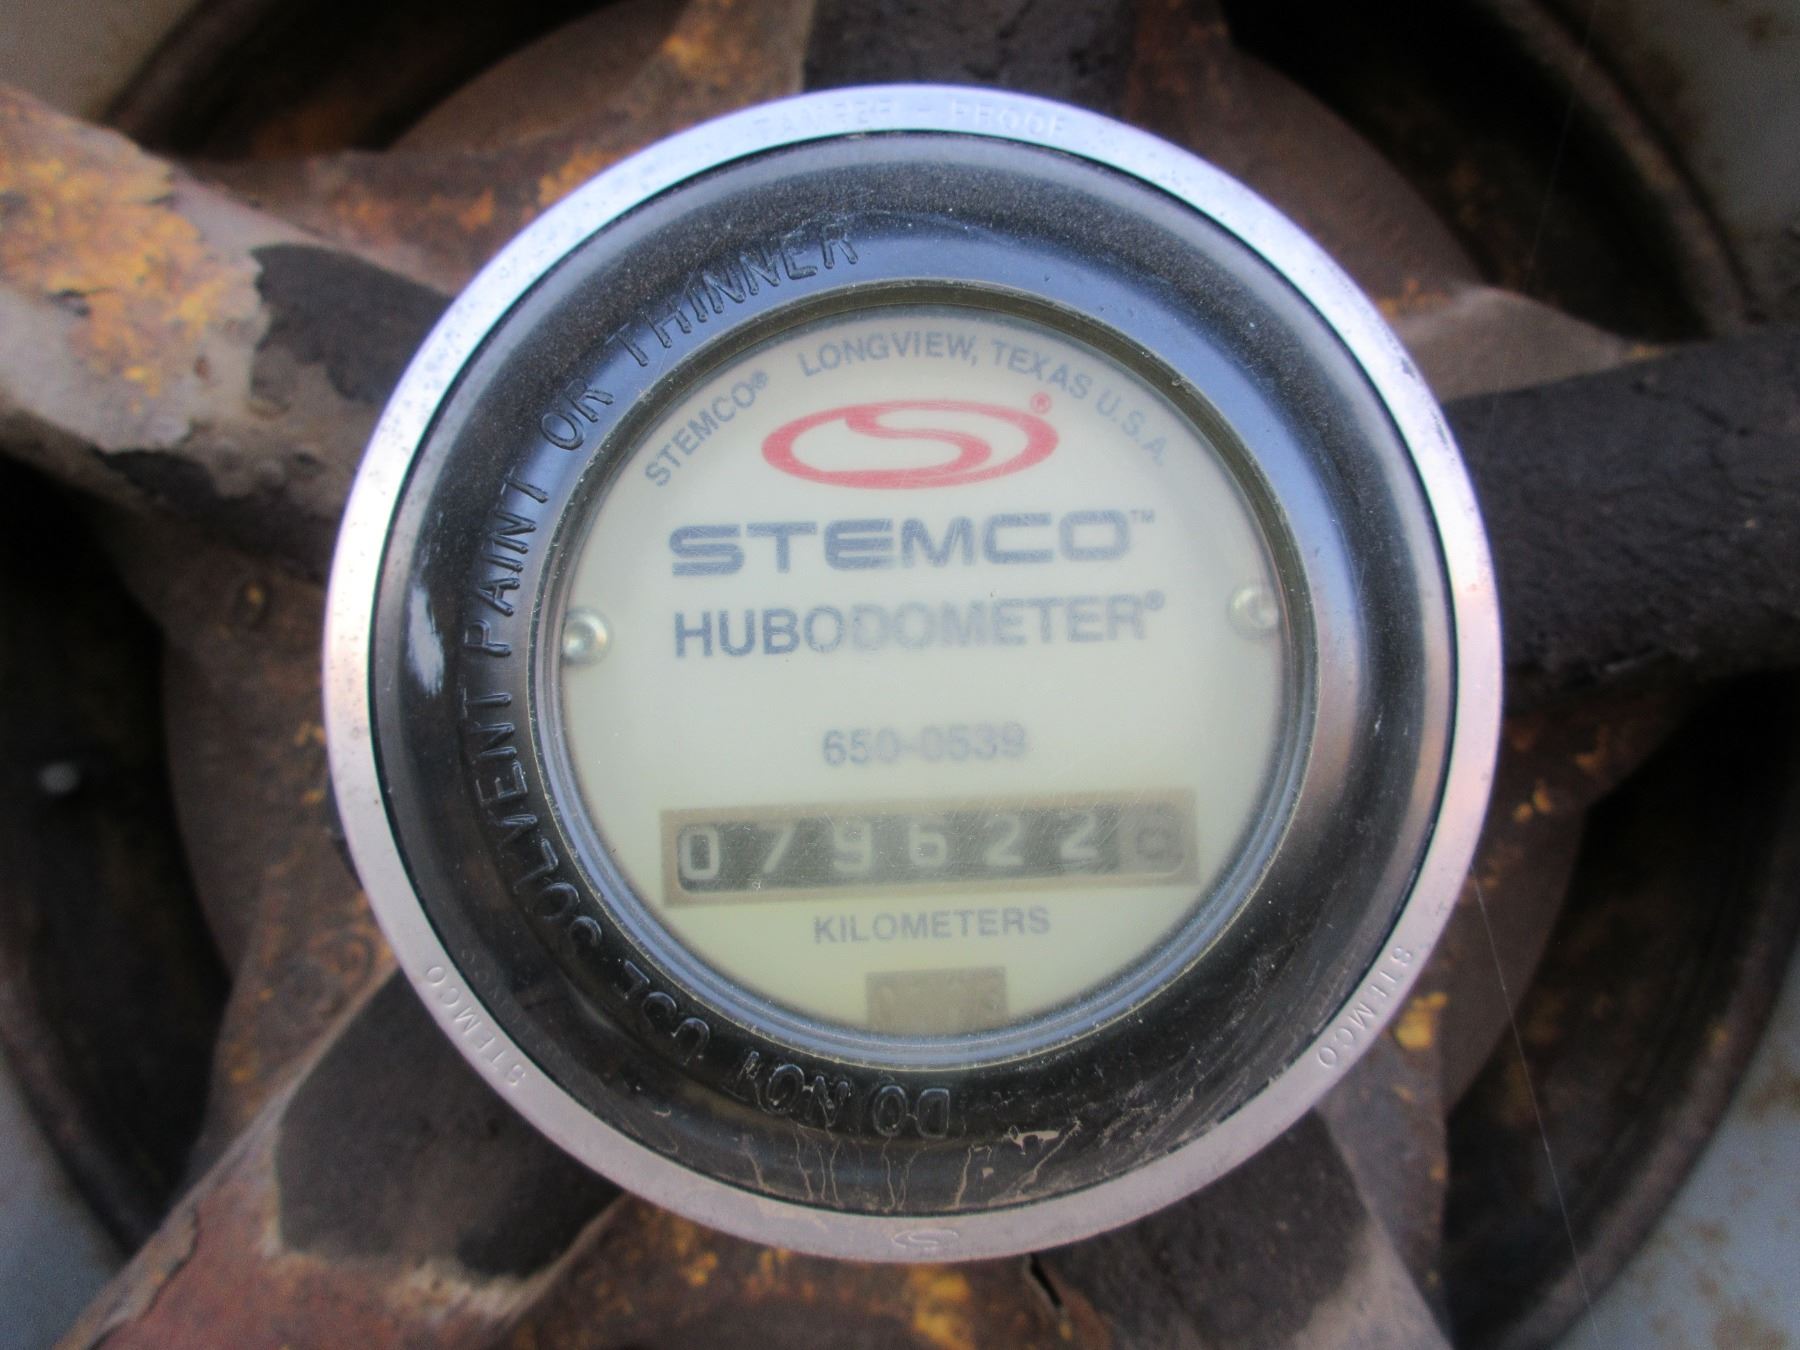 TAMPER-PROOF
DO NOT USE SOLVENT PAINT OR THINNER
STEMCO® LONGVIEW, TEXAS U.S.A.
®
STEMCO™
HUBODOMETER®
650-0539
079622
KILOMETERS
STEMCO
STEMCO